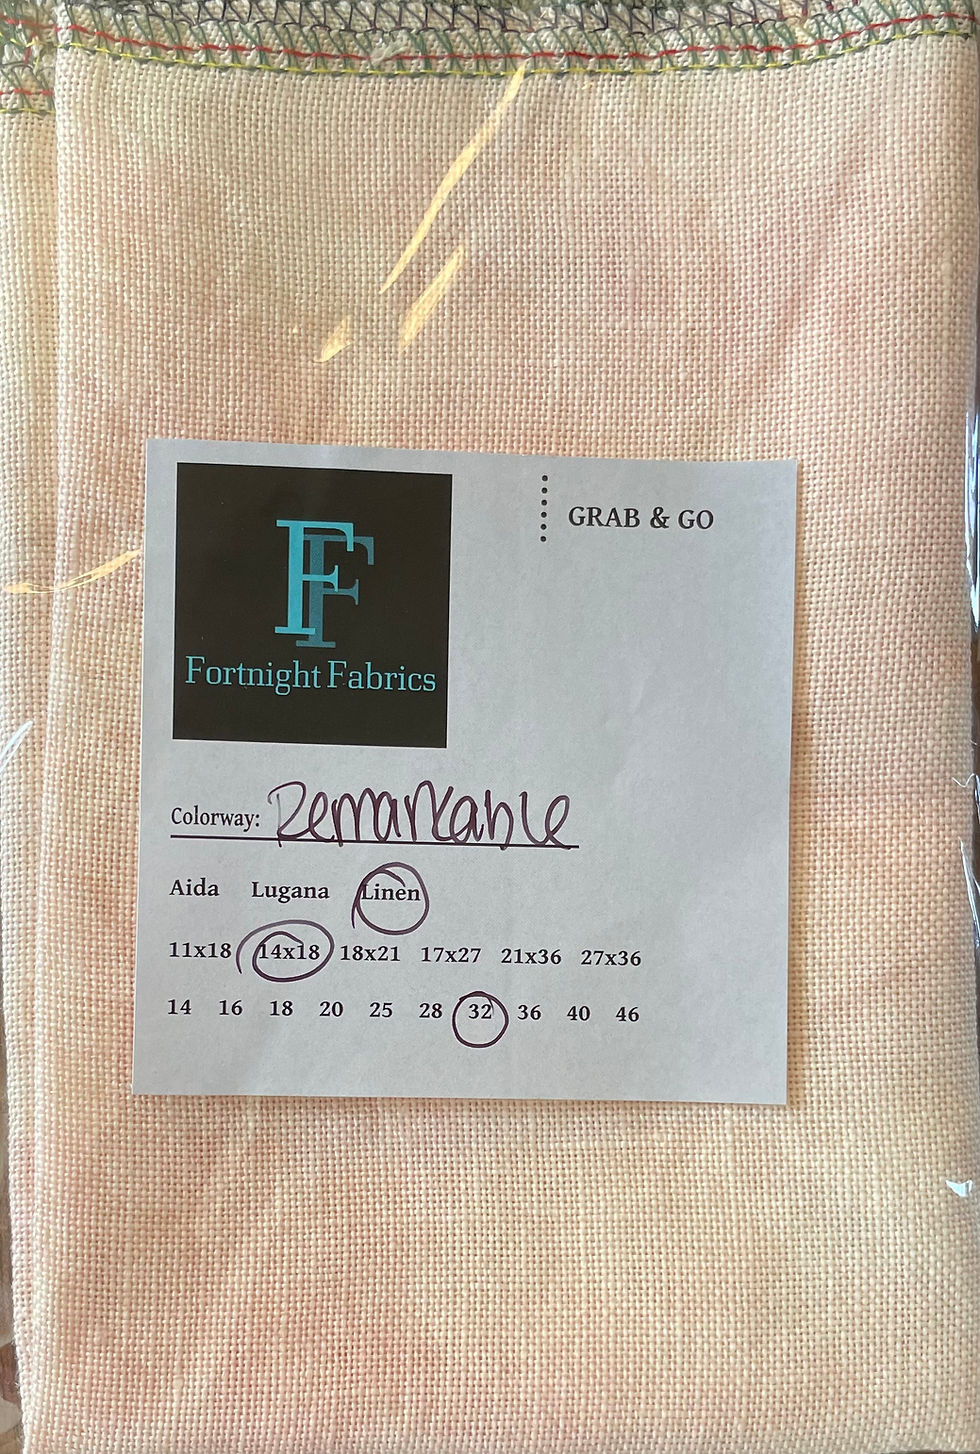 GRAB & GO
FF
Fortnight Fabrics
Colorway: Remarkable
Aida Lugana Linen
11x18 14x18 18x21 17x27 21x36 27x36
14 16 18 20 25 28 32 36 40 46